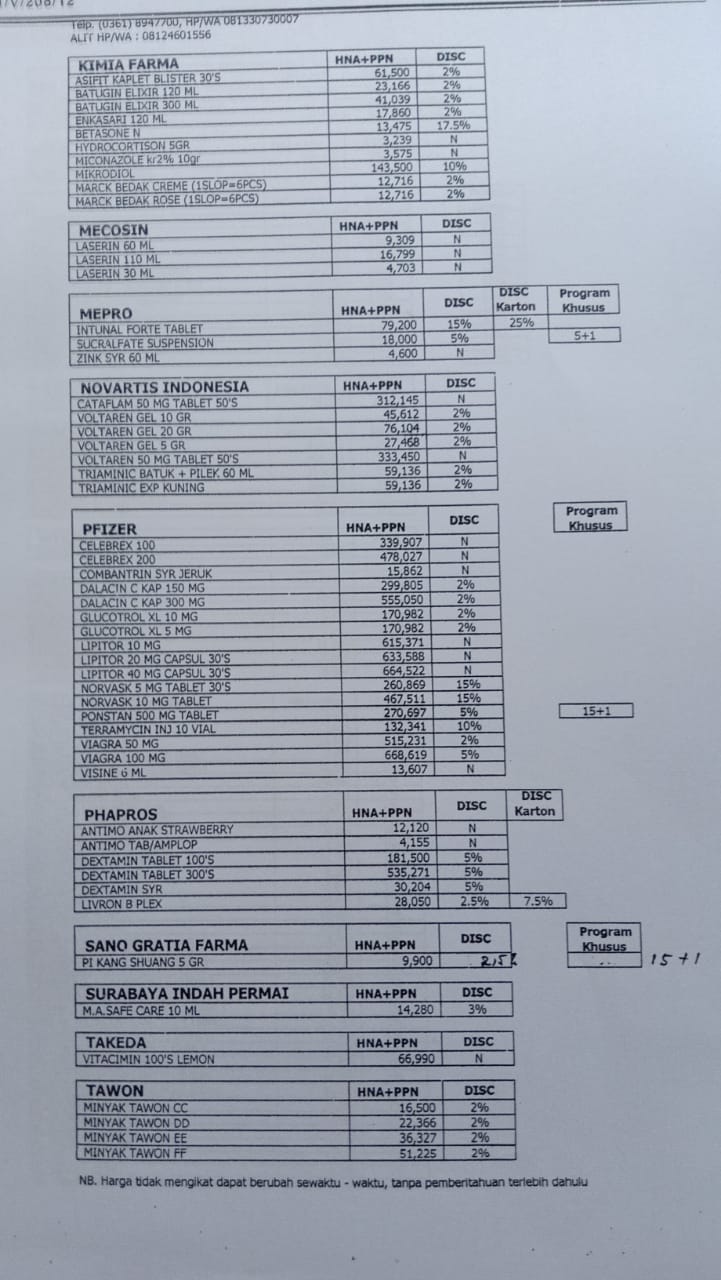 Telp. (0361) 8947700, HP/WA 081330730007
ALIT HP/WA : 08124601556
KIMIA FARMA HNA+PPN DISC
ASIFIT KAPLET BLISTER 30'S 61,500 2%
BATUGIN ELIXIR 120 ML 23,166 2%
BATUGIN ELIXIR 300 ML 41,039 2%
ENKASARI 120 ML 17,860 2%
BETASONE N 13,475 17.5%
HYDROCORTISON 5GR 3,239 N
MICONAZOLE kr2% 10gr 3,575 N
MIKRODIOL 143,500 10%
MARCK BEDAK CREME (1SLOP=6PCS) 12,716 2%
MARCK BEDAK ROSE (1SLOP=6PCS) 12,716 2%
MECOSIN HNA+PPN DISC
LASERIN 60 ML 9,309 N
LASERIN 110 ML 16,799 N
LASERIN 30 ML 4,703 N
MEPRO HNA+PPN DISC DISC Karton Program Khusus
INTUNAL FORTE TABLET 79,200 15% 25%
SUCRALFATE SUSPENSION 18,000 5% 5+1
ZINK SYR 60 ML 4,600 N
NOVARTIS INDONESIA HNA+PPN DISC
CATAFLAM 50 MG TABLET 50'S 312,145 N
VOLTAREN GEL 10 GR 45,612 2%
VOLTAREN GEL 20 GR 76,104 2%
VOLTAREN GEL 5 GR 27,468 2%
VOLTAREN 50 MG TABLET 50'S 333,450 N
TRIAMINIC BATUK + PILEK 60 ML 59,136 2%
TRIAMINIC EXP KUNING 59,136 2%
PFIZER HNA+PPN DISC Program Khusus
CELEBREX 100 339,907 N
CELEBREX 200 478,027 N
COMBANTRIN SYR JERUK 15,862 N
DALACIN C KAP 150 MG 299,805 2%
DALACIN C KAP 300 MG 555,050 2%
GLUCOTROL XL 10 MG 170,982 2%
GLUCOTROL XL 5 MG 170,982 2%
LIPITOR 10 MG 615,371 N
LIPITOR 20 MG CAPSUL 30'S 633,588 N
LIPITOR 40 MG CAPSUL 30'S 664,522 N
NORVASK 5 MG TABLET 30'S 260,869 15%
NORVASK 10 MG TABLET 467,511 15%
PONSTAN 500 MG TABLET 270,697 5% 15+1
TERRAMYCIN INJ 10 VIAL 132,341 10%
VIAGRA 50 MG 515,231 2%
VIAGRA 100 MG 668,619 5%
VISINE 6 ML 13,607 N
PHAPROS HNA+PPN DISC DISC Karton
ANTIMO ANAK STRAWBERRY 12,120 N
ANTIMO TAB/AMPLOP 4,155 N
DEXTAMIN TABLET 100'S 181,500 5%
DEXTAMIN TABLET 300'S 535,271 5%
DEXTAMIN SYR 30,204 5%
LIVRON B PLEX 28,050 2.5% 7.5%
SANO GRATIA FARMA HNA+PPN DISC Program Khusus
PI KANG SHUANG 5 GR 9,900 2,5% 15+1
SURABAYA INDAH PERMAI HNA+PPN DISC
M.A.SAFE CARE 10 ML 14,280 3%
TAKEDA HNA+PPN DISC
VITACIMIN 100'S LEMON 66,990 N
TAWON HNA+PPN DISC
MINYAK TAWON CC 16,500 2%
MINYAK TAWON DD 22,366 2%
MINYAK TAWON EE 36,327 2%
MINYAK TAWON FF 51,225 2%
NB. Harga tidak mengikat dapat berubah sewaktu - waktu, tanpa pemberitahuan terlebih dahulu